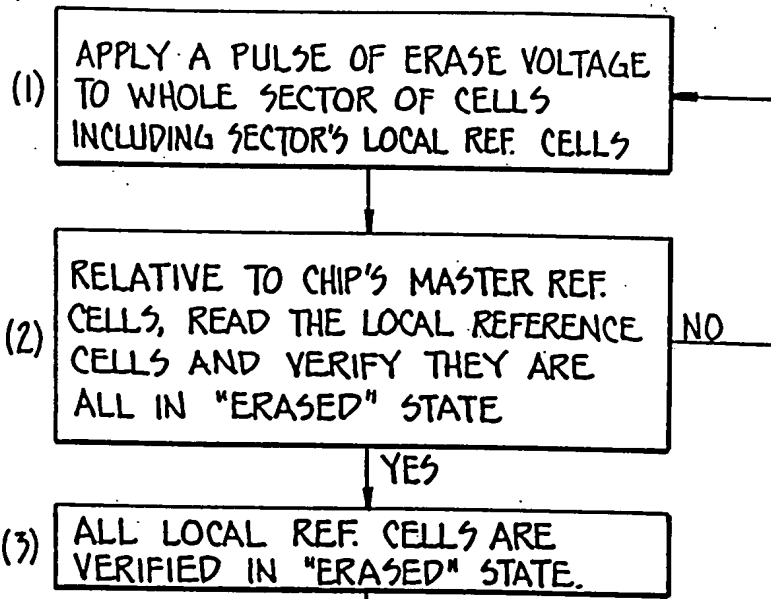 (1)
APPLY A PULSE OF ERASE VOLTAGE
TO WHOLE SECTOR OF CELLS
INCLUDING SECTOR'S LOCAL REF. CELLS
(2)
RELATIVE TO CHIP'S MASTER REF.
CELLS, READ THE LOCAL REFERENCE
CELLS AND VERIFY THEY ARE
ALL IN "ERASED" STATE
NO
YES
(3)
ALL LOCAL REF. CELLS ARE
VERIFIED IN "ERASED" STATE.